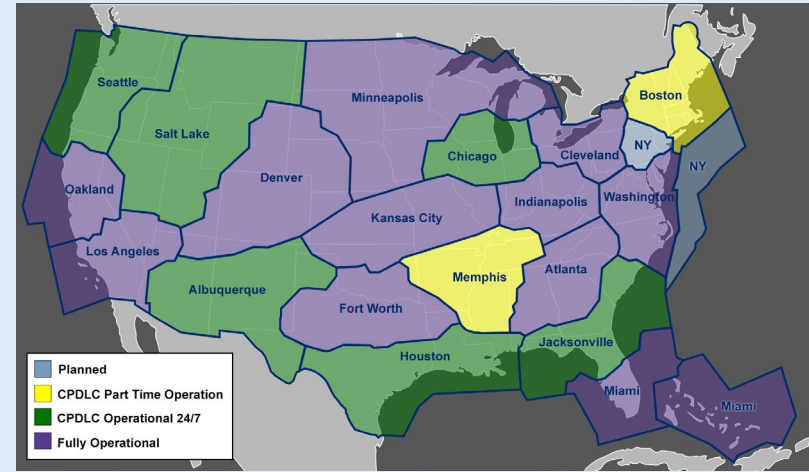 Seattle
Minneapolis
Boston
Salt Lake
NY
Chicago
Cleveland
NY
Denver
Oakland
Indianapolis
Washington
Kansas City
Los Angeles
Atlanta
Memphis
Albuquerque
Fort Worth
Jacksonville
Houston
Miami
Miami
Planned
CPDLC Part Time Operation
CPDLC Operational 24/7
Fully Operational